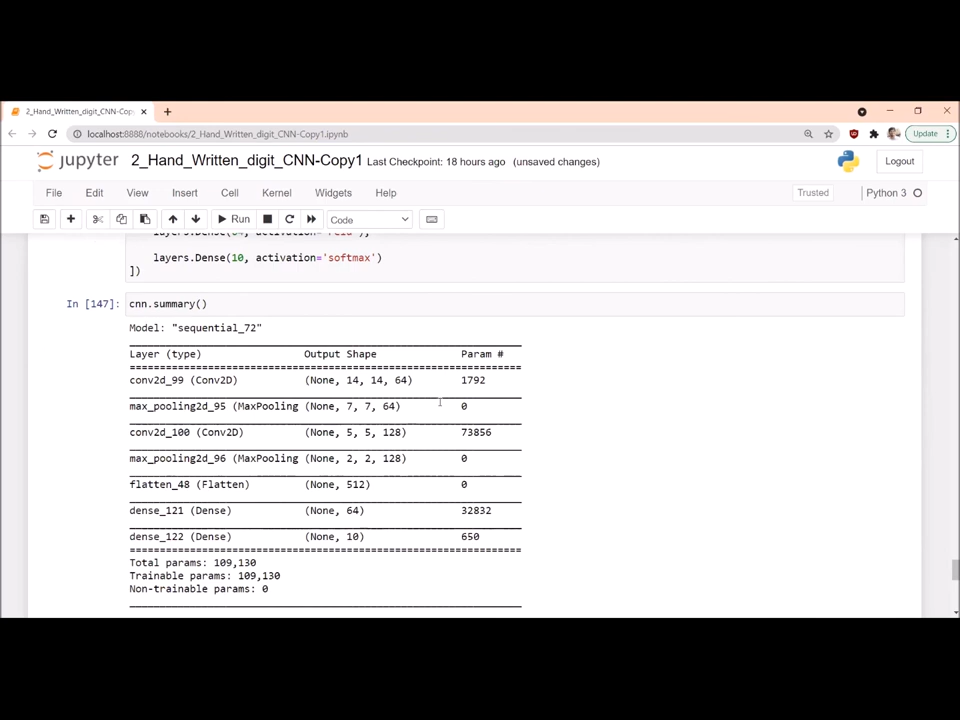 2_Hand_Written_digit_CNN-Cop
localhost:8888/notebooks/2_Hand_Written_digit_CNN-Copy1.ipynb
Update
jupyter 2_Hand_Written_digit_CNN-Copy1 Last Checkpoint: 18 hours ago (unsaved changes)
Logout
File Edit View Insert Cell Kernel Widgets Help
Trusted
Python 3
Run
Code
layers.Dense(64, activation='relu'),
layers.Dense(10, activation='softmax')
])
In [147]: cnn.summary()
Model: "sequential_72"
Layer (type) Output Shape Param #
=================================================================
conv2d_99 (Conv2D) (None, 14, 14, 64) 1792
max_pooling2d_95 (MaxPooling (None, 7, 7, 64) 0
conv2d_100 (Conv2D) (None, 5, 5, 128) 73856
max_pooling2d_96 (MaxPooling (None, 2, 2, 128) 0
flatten_48 (Flatten) (None, 512) 0
dense_121 (Dense) (None, 64) 32832
dense_122 (Dense) (None, 10) 650
=================================================================
Total params: 109,130
Trainable params: 109,130
Non-trainable params: 0